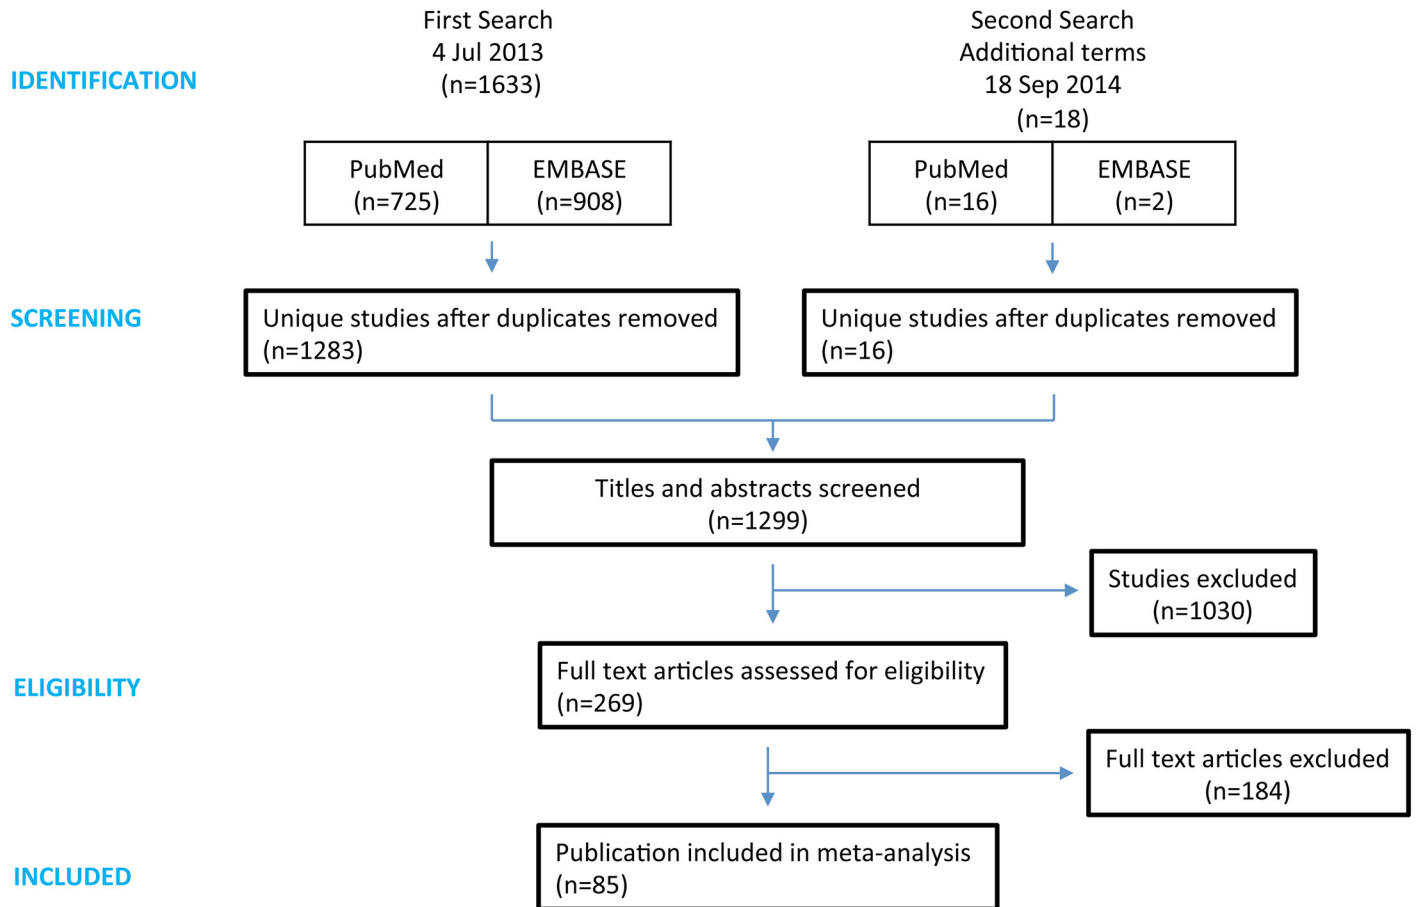 First Search
4 Jul 2013
(n=1633)
Second Search
Additional terms
18 Sep 2014
(n=18)
IDENTIFICATION
PubMed
(n=725)
EMBASE
(n=908)
PubMed
(n=16)
EMBASE
(n=2)
SCREENING
Unique studies after duplicates removed
(n=1283)
Unique studies after duplicates removed
(n=16)
Titles and abstracts screened
(n=1299)
Studies excluded
(n=1030)
ELIGIBILITY
Full text articles assessed for eligibility
(n=269)
Full text articles excluded
(n=184)
INCLUDED
Publication included in meta-analysis
(n=85)